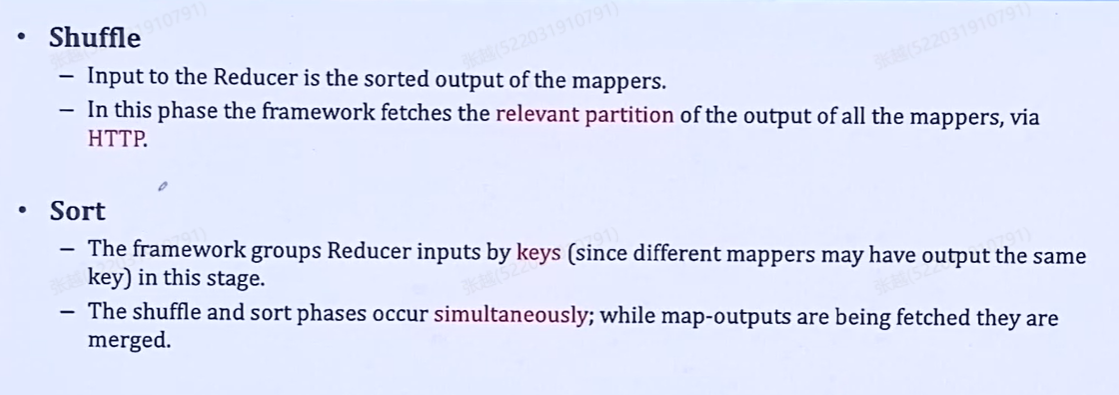 • Shuffle
– Input to the Reducer is the sorted output of the mappers.
– In this phase the framework fetches the relevant partition of the output of all the mappers, via
HTTP.
• Sort
– The framework groups Reducer inputs by keys (since different mappers may have output the same
key) in this stage.
– The shuffle and sort phases occur simultaneously; while map-outputs are being fetched they are
merged.